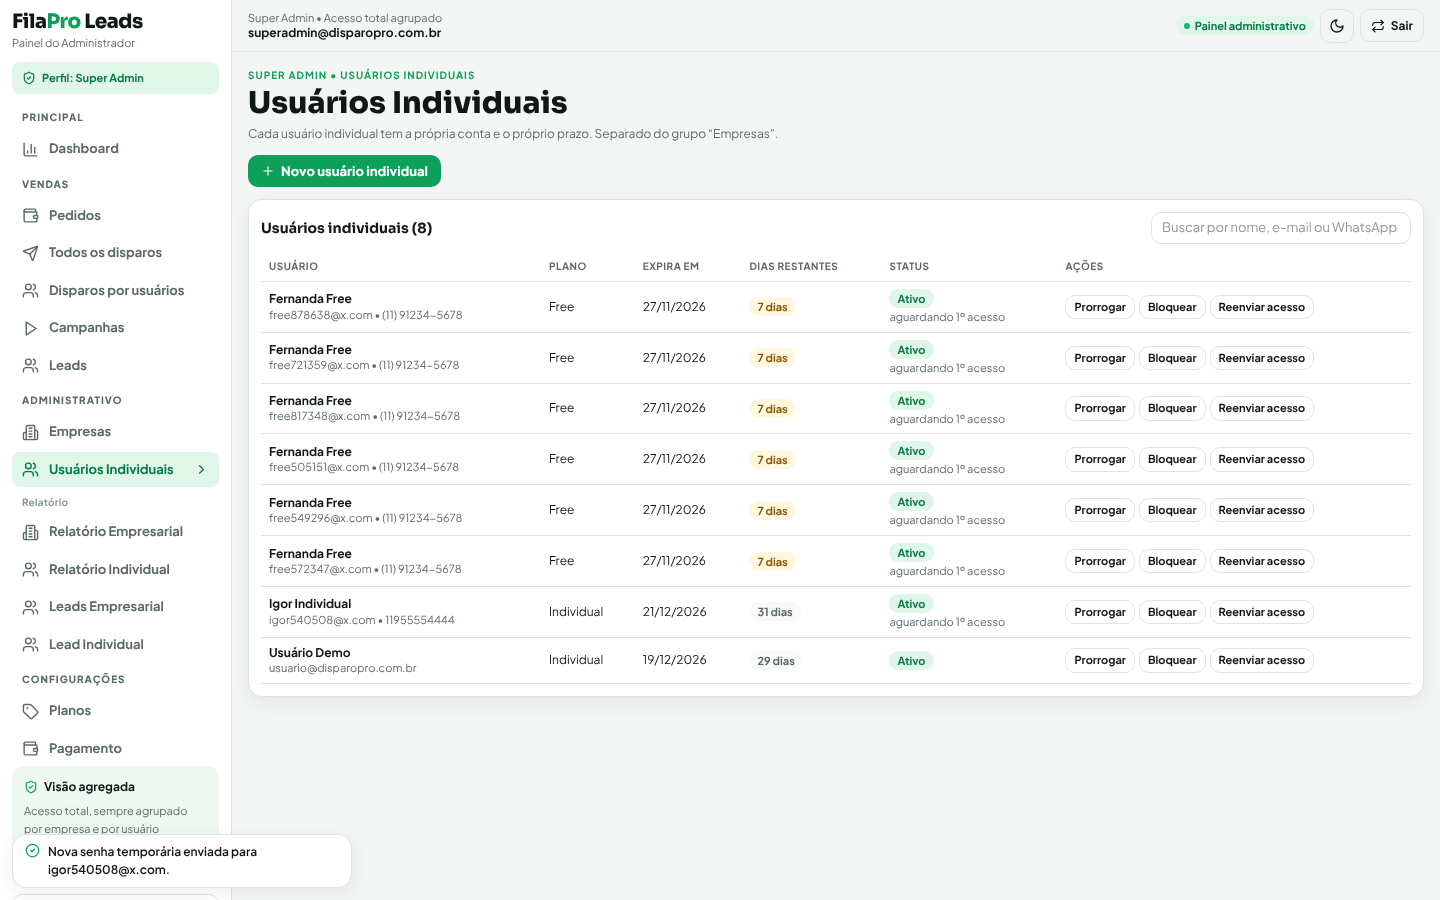 FilaPro Leads
Painel do Administrador
Perfil: Super Admin
PRINCIPAL
Dashboard
VENDAS
Pedidos
Todos os disparos
Disparos por usuários
Campanhas
Leads
ADMINISTRATIVO
Empresas
Usuários Individuais
Relatório
Relatório Empresarial
Relatório Individual
Leads Empresarial
Lead Individual
CONFIGURAÇÕES
Planos
Pagamento
Visão agregada
Acesso total, sempre agrupado
por empresa e por usuário
Nova senha temporária enviada para
igor540508@x.com.
Super Admin • Acesso total agrupado
superadmin@disparopro.com.br
Painel administrativo
Sair
SUPER ADMIN • USUÁRIOS INDIVIDUAIS
Usuários Individuais
Cada usuário individual tem a própria conta e o próprio prazo. Separado do grupo “Empresas”.
Novo usuário individual
Usuários individuais (8)
Buscar por nome, e-mail ou WhatsApp
USUÁRIO PLANO EXPIRA EM DIAS RESTANTES STATUS AÇÕES
Fernanda Free
free878638@x.com • (11) 91234-5678
Free 27/11/2026 7 dias Ativo
aguardando 1º acesso
Prorrogar Bloquear Reenviar acesso
Fernanda Free
free721359@x.com • (11) 91234-5678
Free 27/11/2026 7 dias Ativo
aguardando 1º acesso
Prorrogar Bloquear Reenviar acesso
Fernanda Free
free817348@x.com • (11) 91234-5678
Free 27/11/2026 7 dias Ativo
aguardando 1º acesso
Prorrogar Bloquear Reenviar acesso
Fernanda Free
free505151@x.com • (11) 91234-5678
Free 27/11/2026 7 dias Ativo
aguardando 1º acesso
Prorrogar Bloquear Reenviar acesso
Fernanda Free
free549296@x.com • (11) 91234-5678
Free 27/11/2026 7 dias Ativo
aguardando 1º acesso
Prorrogar Bloquear Reenviar acesso
Fernanda Free
free572347@x.com • (11) 91234-5678
Free 27/11/2026 7 dias Ativo
aguardando 1º acesso
Prorrogar Bloquear Reenviar acesso
Igor Individual
igor540508@x.com • 11955554444
Individual 21/12/2026 31 dias Ativo
aguardando 1º acesso
Prorrogar Bloquear Reenviar acesso
Usuário Demo
usuario@disparopro.com.br
Individual 19/12/2026 29 dias Ativo
Prorrogar Bloquear Reenviar acesso